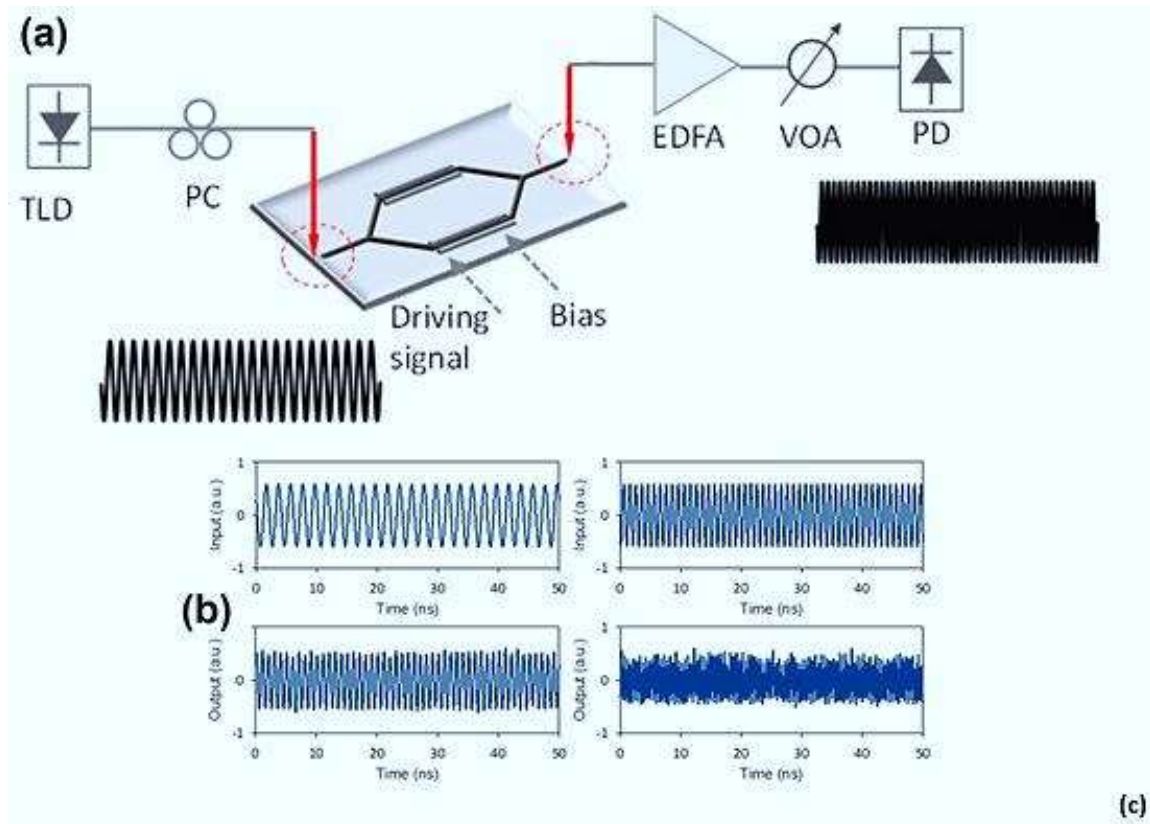 (a)
TLD
PC
EDFA
VOA
PD
Driving
signal
Bias
(b)
1
0
-1
Input (a.u.)
0 10 20 30 40 50
Time (ns)
1
0
-1
Input (a.u.)
0 10 20 30 40 50
Time (ns)
1
0
-1
Output (a.u.)
0 10 20 30 40 50
Time (ns)
1
0
-1
Output (a.u.)
0 10 20 30 40 50
Time (ns)
(c)